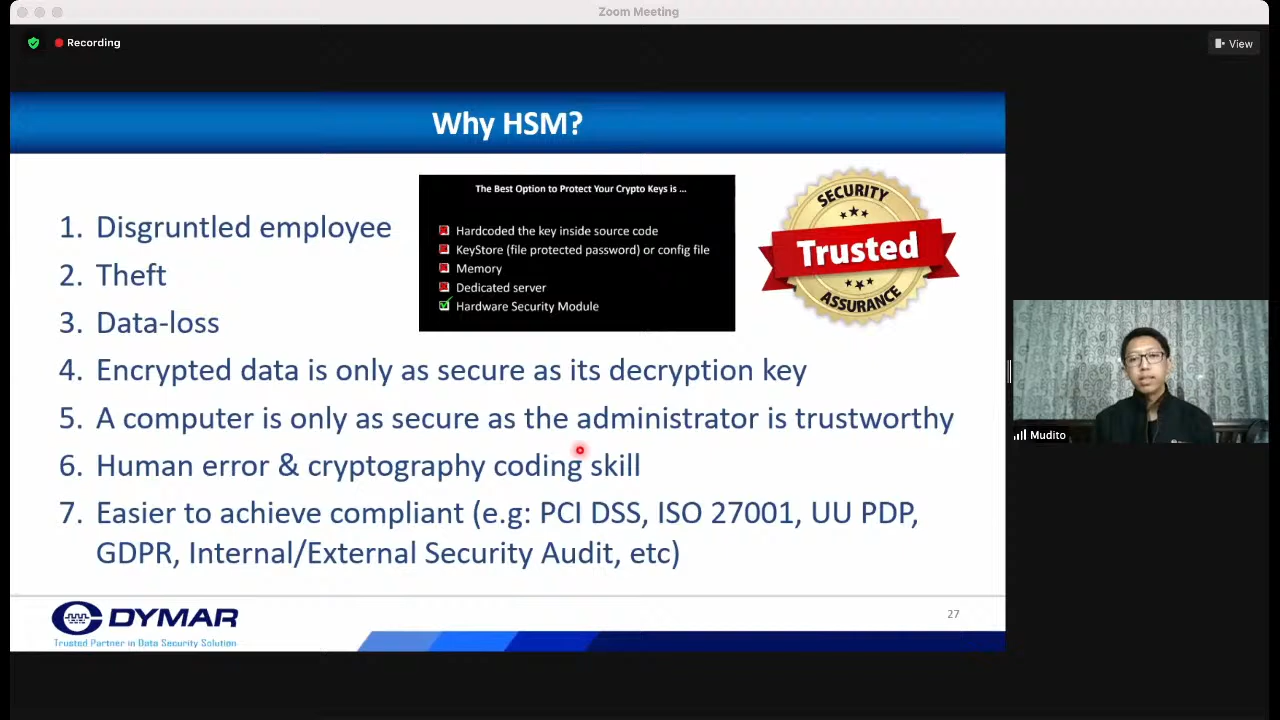 Zoom Meeting
Recording
View
Why HSM?
The Best Option to Protect Your Crypto Keys is ...
Hardcoded the key inside source code
KeyStore (file protected password) or config file
Memory
Dedicated server
Hardware Security Module
SECURITY
Trusted
ASSURANCE
1. Disgruntled employee
2. Theft
3. Data-loss
4. Encrypted data is only as secure as its decryption key
5. A computer is only as secure as the administrator is trustworthy
6. Human error & cryptography coding skill
7. Easier to achieve compliant (e.g: PCI DSS, ISO 27001, UU PDP,
GDPR, Internal/External Security Audit, etc)
Mudito
DYMAR
Trusted Partner in Data Security Solution
27